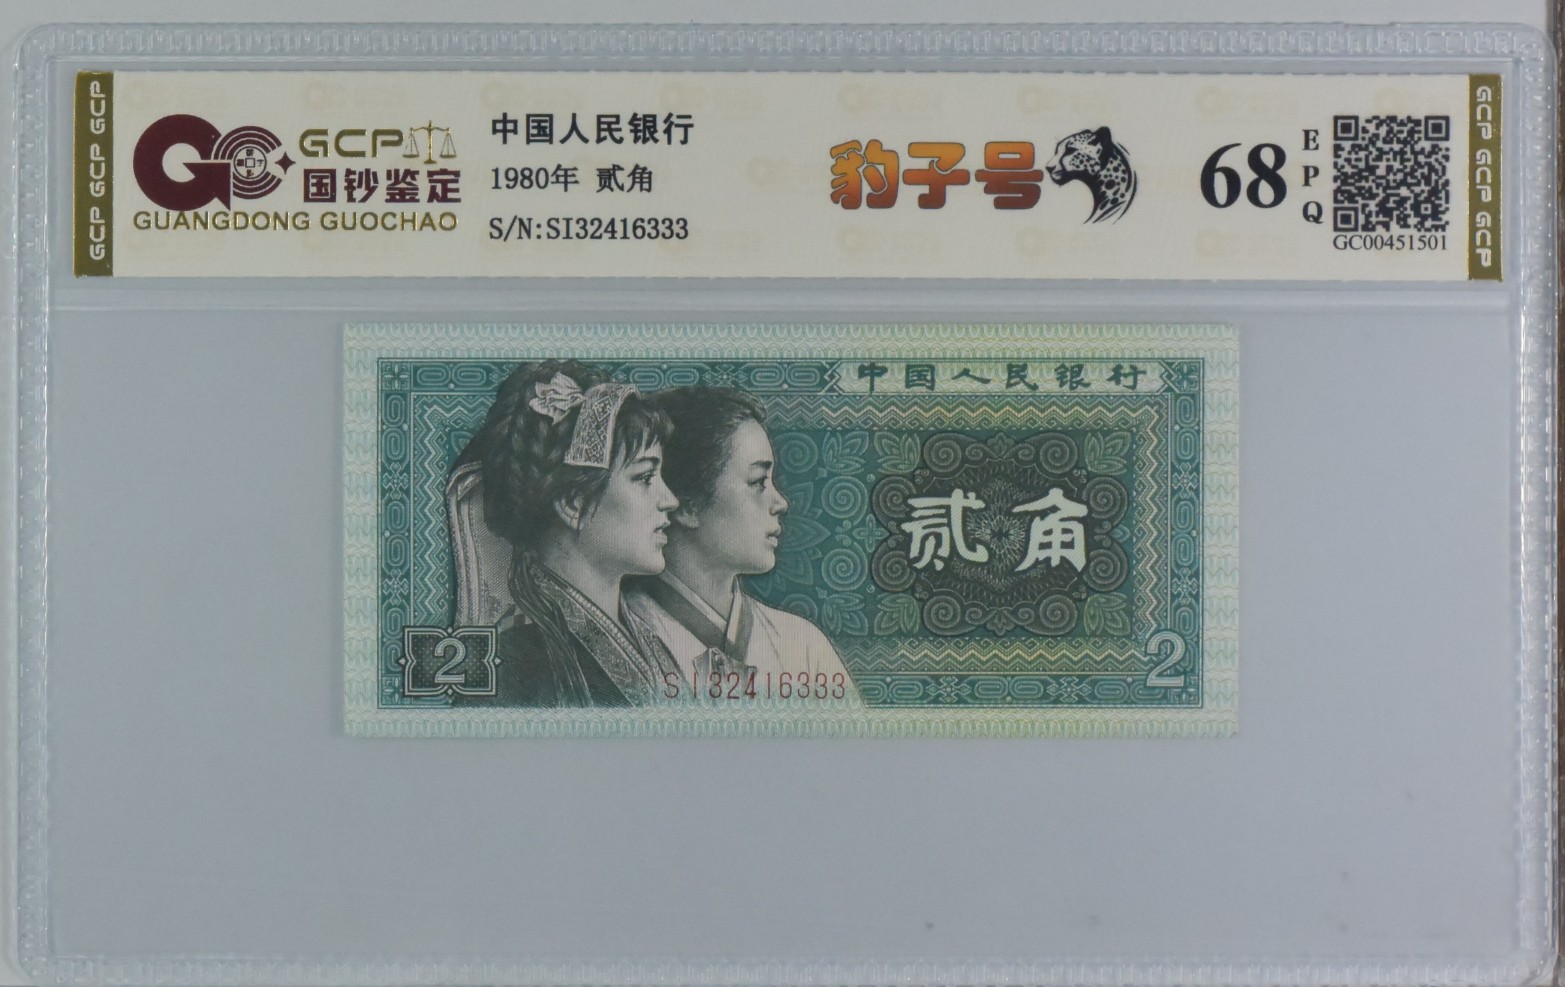 GCP GCP GCP
GCP
国钞鉴定
GUANGDONG GUOCHAO
中国人民银行
1980年 贰角
S/N:SI32416333
豹子号
68
EPQ
GC00451501
GCP GCP GCP
中国人民银行
贰角
2
2
SI32416333